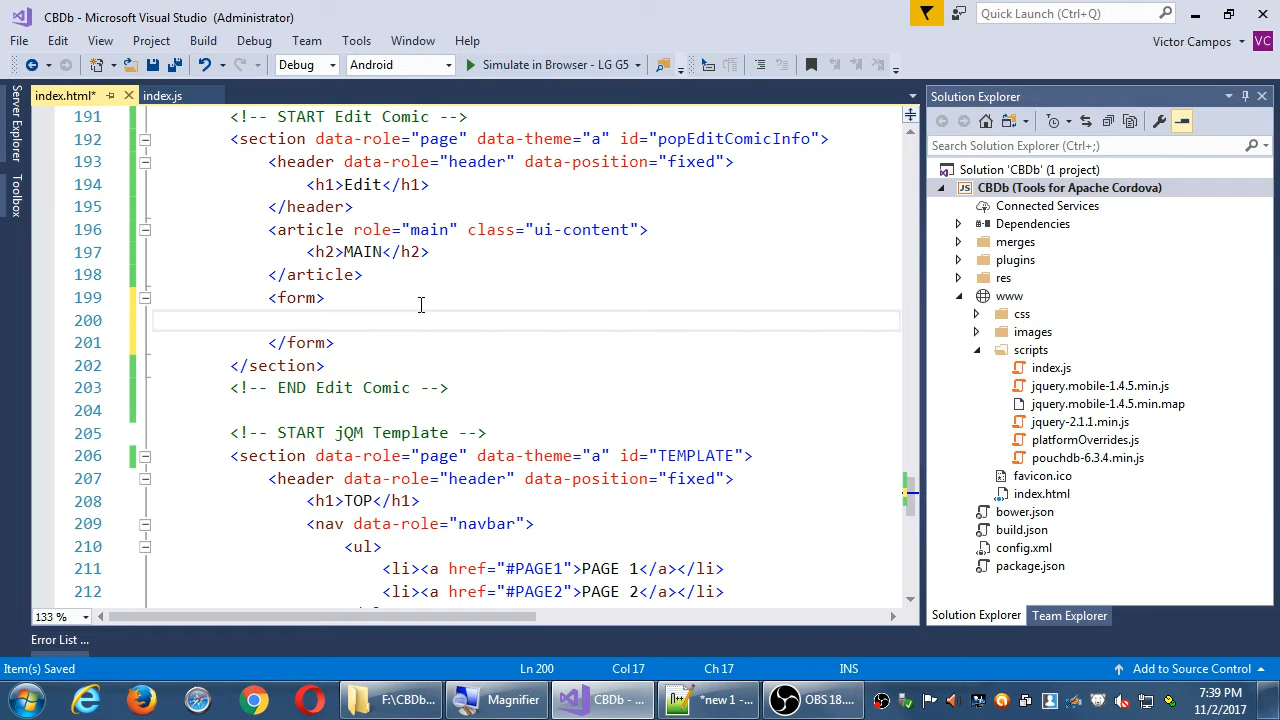 CBDb - Microsoft Visual Studio (Administrator)
Quick Launch (Ctrl+Q)
File Edit View Project Build Debug Team Tools Window Help
Victor Campos VC
Debug Android Simulate in Browser - LG G5
index.html* index.js
Server Explorer
Toolbox
191 <!-- START Edit Comic -->
192 <section data-role="page" data-theme="a" id="popEditComicInfo">
193 <header data-role="header" data-position="fixed">
194 <h1>Edit</h1>
195 </header>
196 <article role="main" class="ui-content">
197 <h2>MAIN</h2>
198 </article>
199 <form>
200
201 </form>
202 </section>
203 <!-- END Edit Comic -->
204
205 <!-- START jQM Template -->
206 <section data-role="page" data-theme="a" id="TEMPLATE">
207 <header data-role="header" data-position="fixed">
208 <h1>TOP</h1>
209 <nav data-role="navbar">
210 <ul>
211 <li><a href="#PAGE1">PAGE 1</a></li>
212 <li><a href="#PAGE2">PAGE 2</a></li>
133 %
Error List ...
Solution Explorer
Search Solution Explorer (Ctrl+;)
Solution 'CBDb' (1 project)
JS CBDb (Tools for Apache Cordova)
Connected Services
Dependencies
merges
plugins
res
www
css
images
scripts
index.js
jquery.mobile-1.4.5.min.js
jquery.mobile-1.4.5.min.map
jquery-2.1.1.min.js
platformOverrides.js
pouchdb-6.3.4.min.js
favicon.ico
index.html
bower.json
build.json
config.xml
package.json
Solution Explorer Team Explorer
Item(s) Saved Ln 200 Col 17 Ch 17 INS Add to Source Control
F:\CBDb... Magnifier CBDb - ... *new 1 -... OBS 18....
7:39 PM
11/2/2017